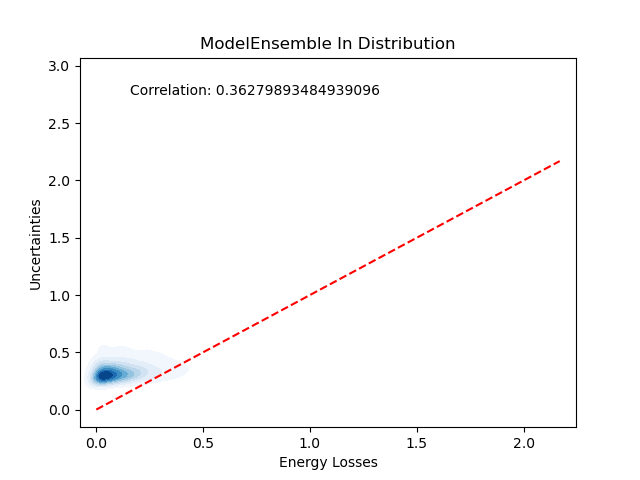 ModelEnsemble In Distribution
Correlation: 0.36279893484939096
3.0
2.5
2.0
1.5
1.0
0.5
0.0
Uncertainties
0.0 0.5 1.0 1.5 2.0
Energy Losses